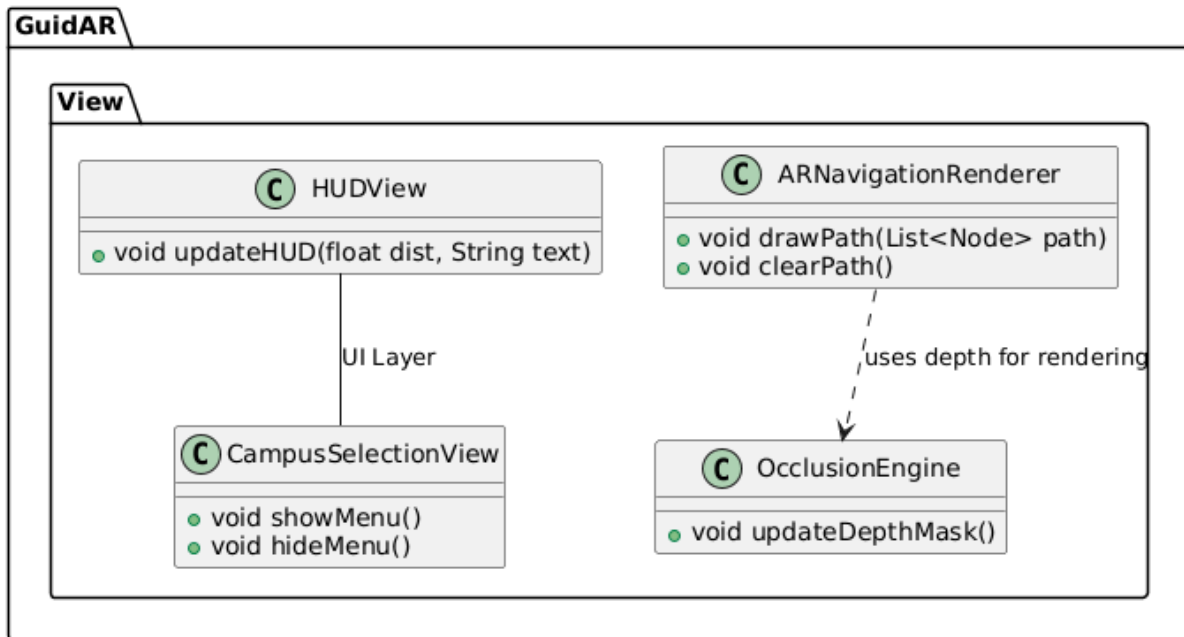 GuidAR
View
C HUDView
void updateHUD(float dist, String text)
C ARNavigationRenderer
void drawPath(List<Node> path)
void clearPath()
UI Layer
uses depth for rendering
C CampusSelectionView
void showMenu()
void hideMenu()
C OcclusionEngine
void updateDepthMask()